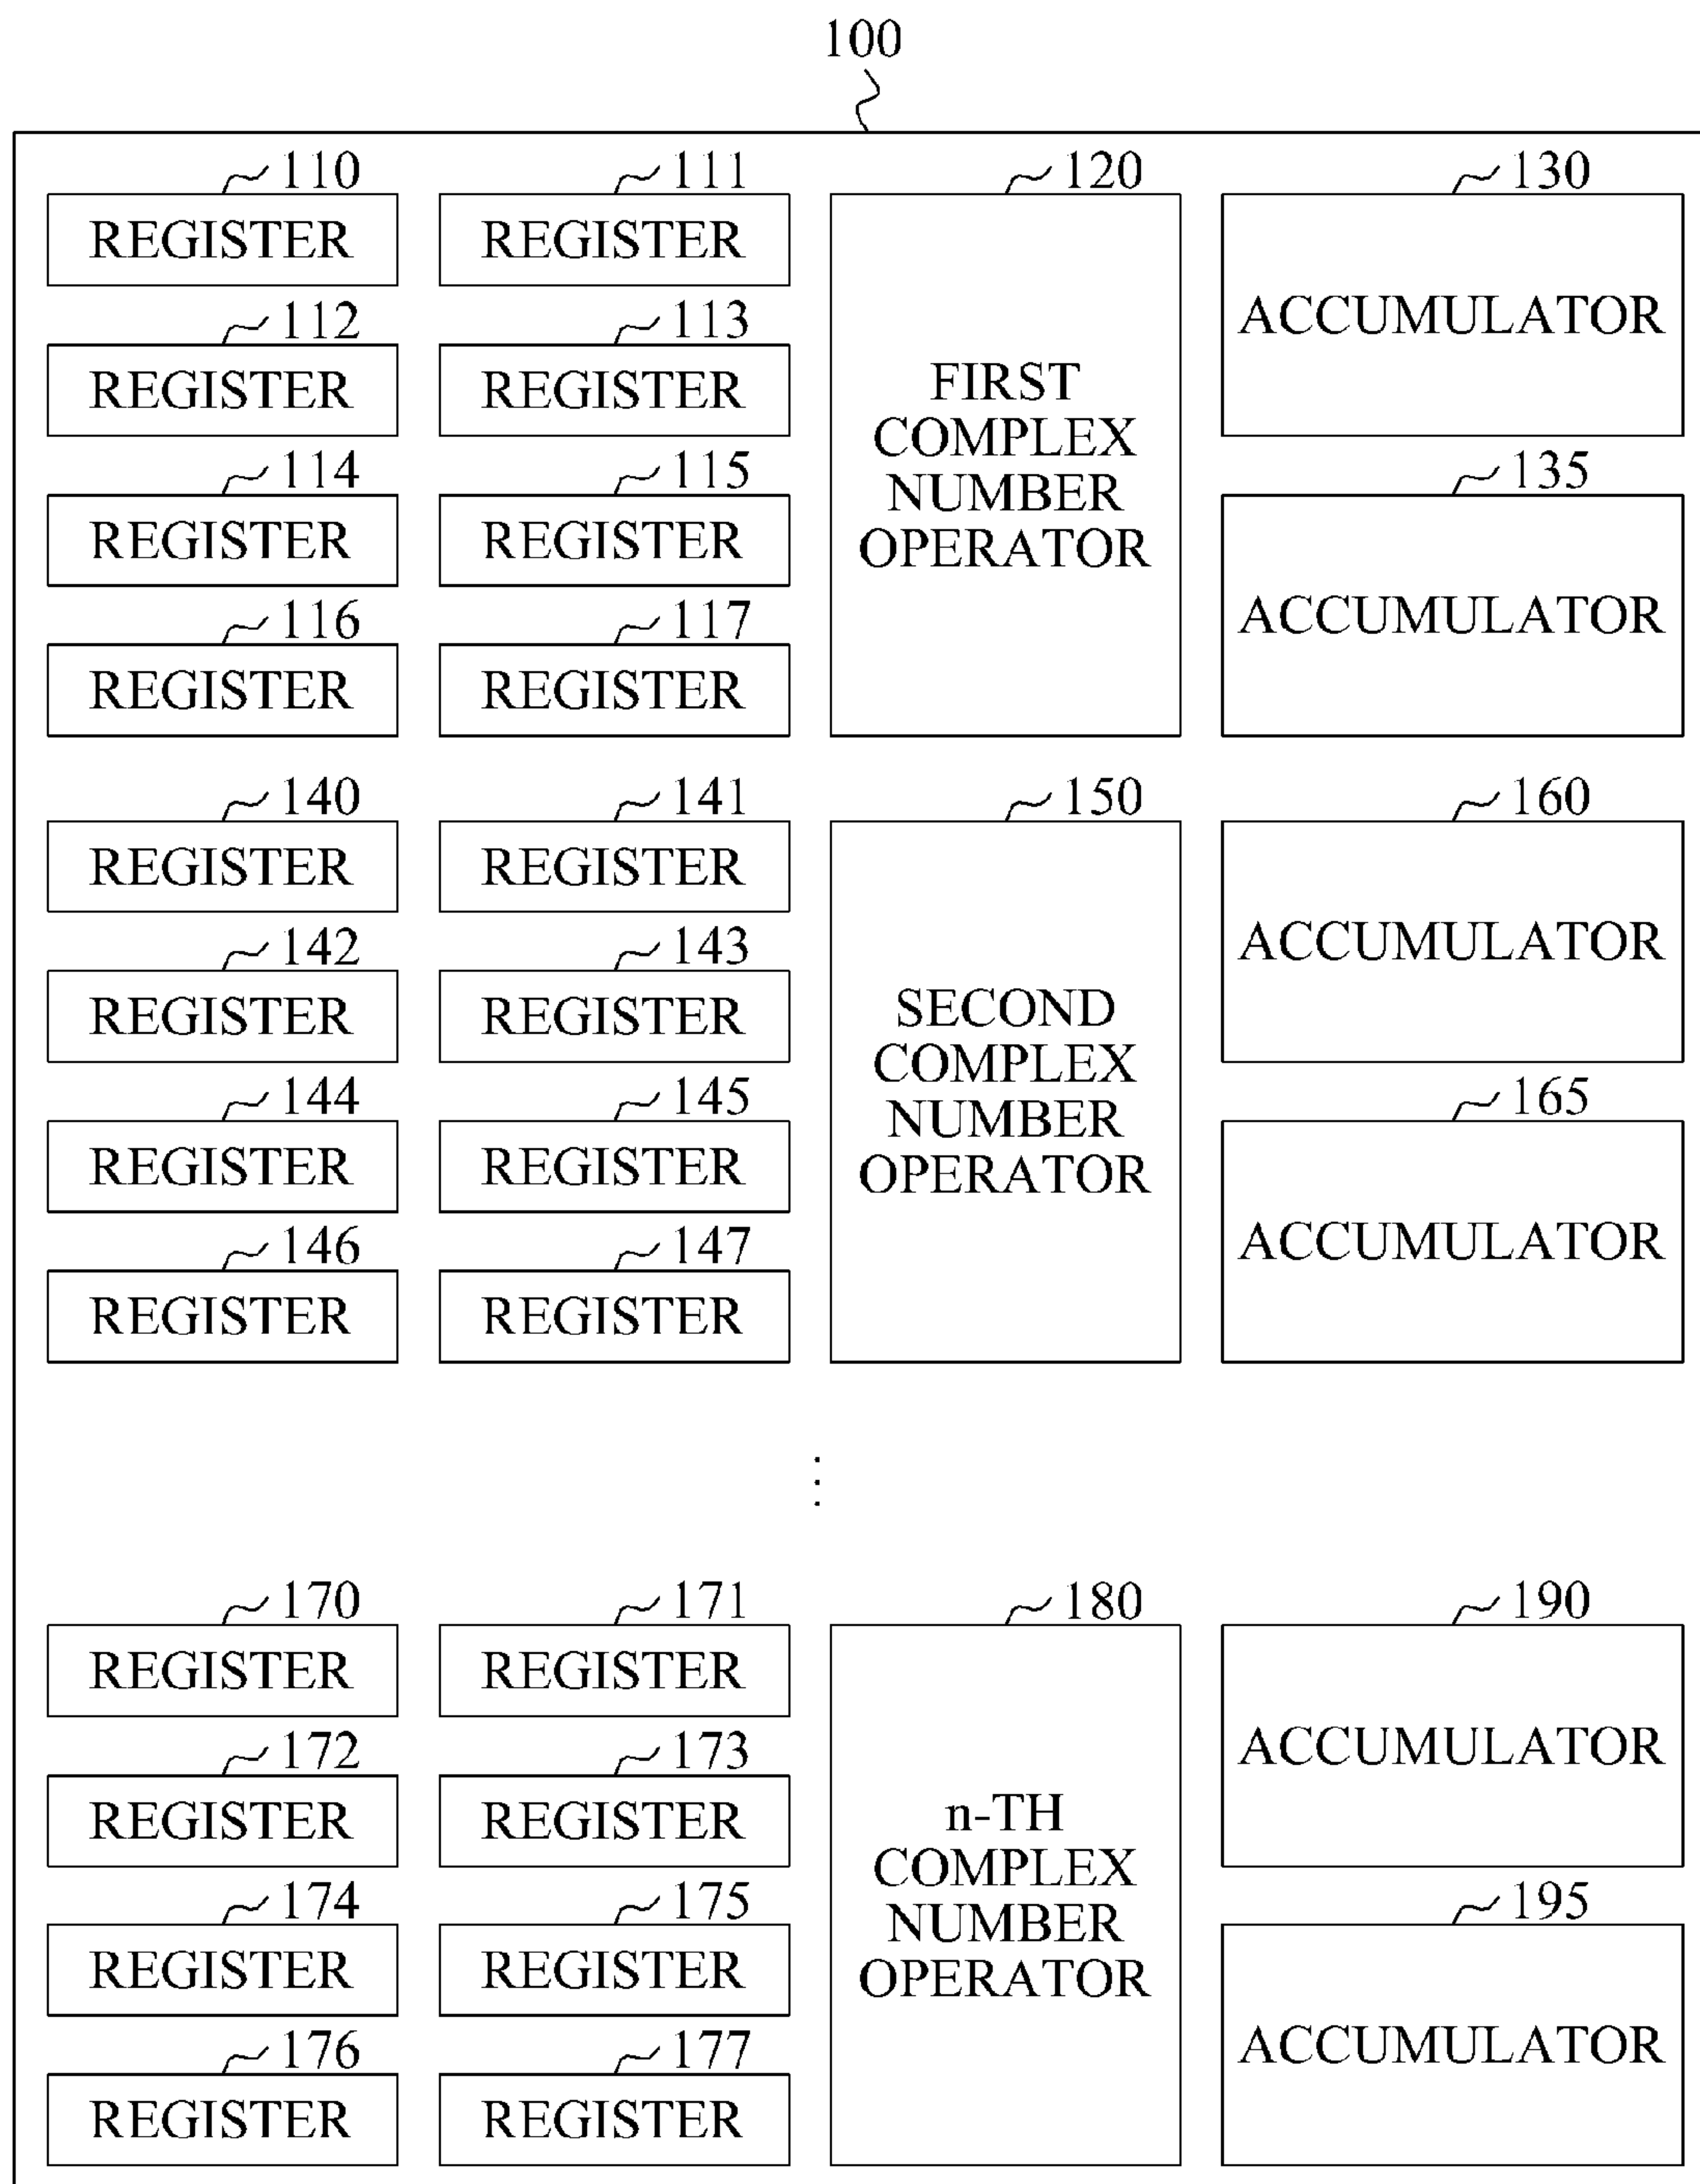 100
110 111 120 130
REGISTER REGISTER
112 113
ACCUMULATOR
REGISTER REGISTER
FIRST
COMPLEX
NUMBER
OPERATOR
114 115 135
REGISTER REGISTER
116 117
ACCUMULATOR
REGISTER REGISTER
140 141 150 160
REGISTER REGISTER
142 143
ACCUMULATOR
REGISTER REGISTER
SECOND
COMPLEX
NUMBER
OPERATOR
144 145 165
REGISTER REGISTER
146 147
ACCUMULATOR
REGISTER REGISTER
170 171 180 190
REGISTER REGISTER
172 173
ACCUMULATOR
REGISTER REGISTER
n-TH
COMPLEX
NUMBER
OPERATOR
174 175 195
REGISTER REGISTER
176 177
ACCUMULATOR
REGISTER REGISTER